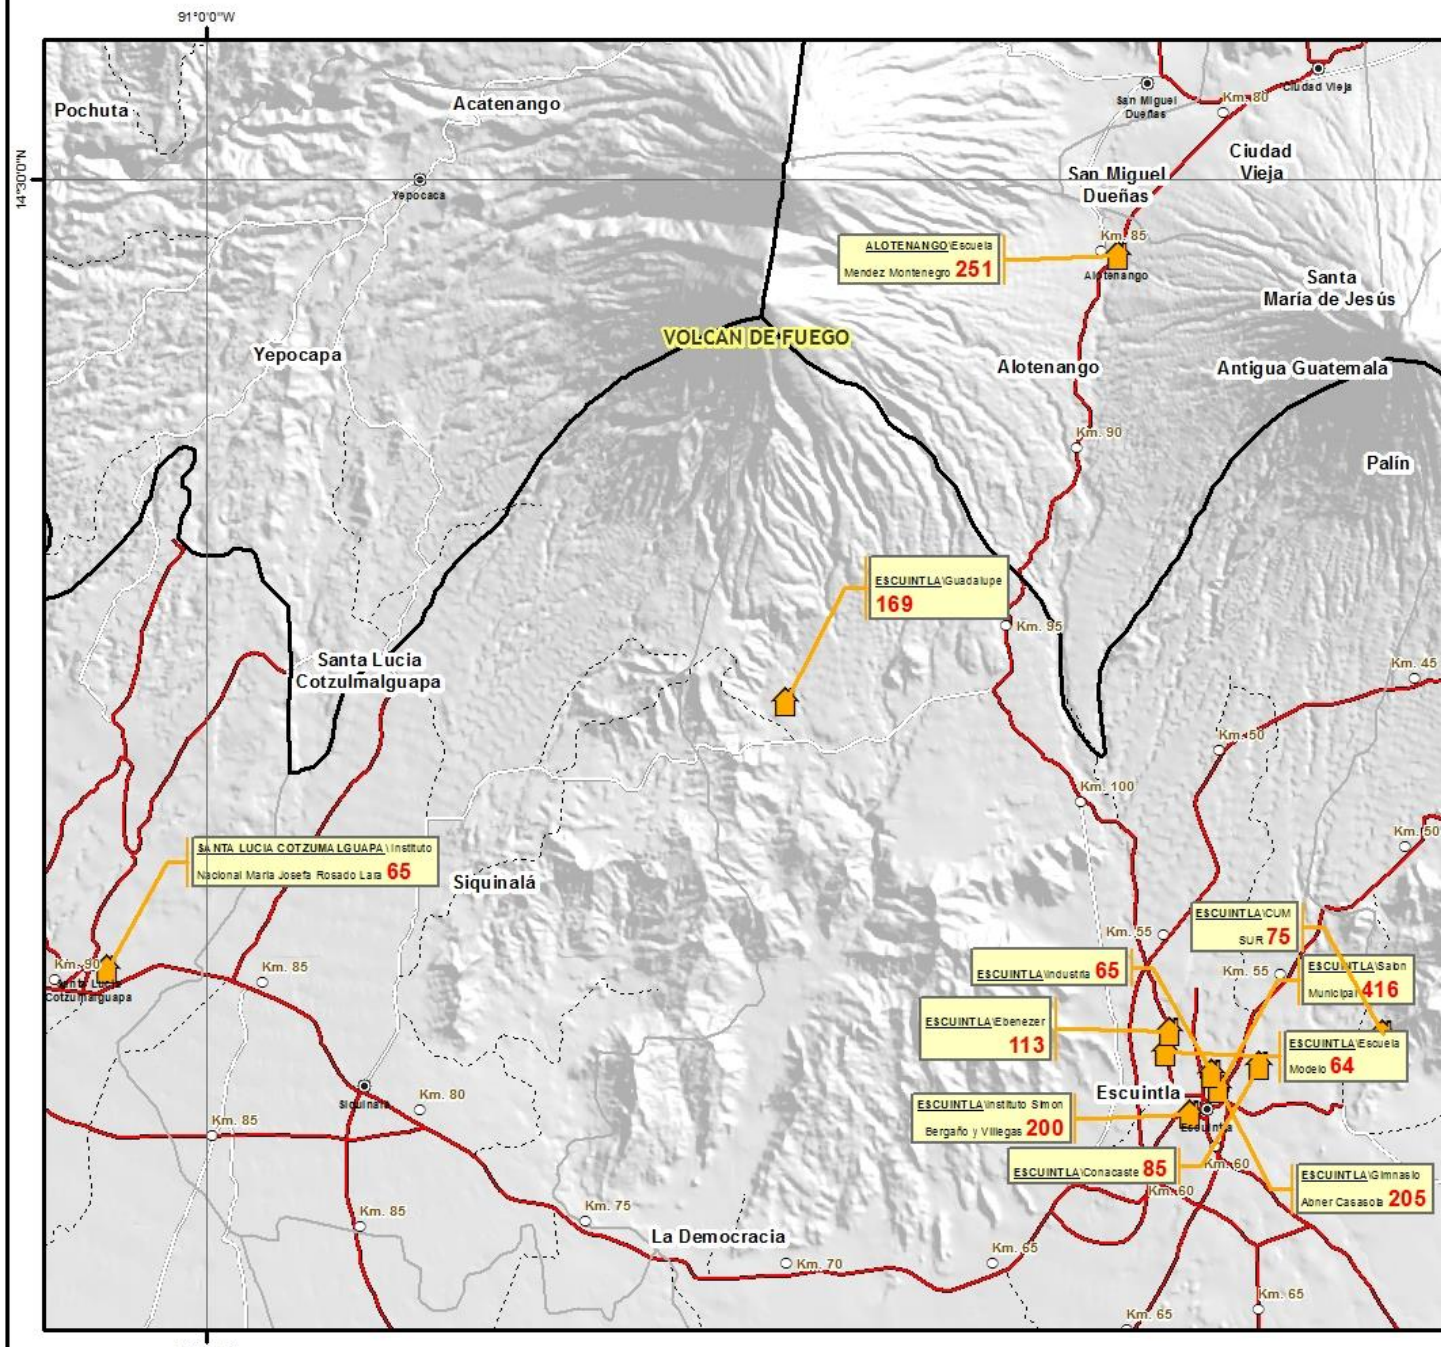 91°0'0"W
14°30'0"N
Pochuta
Acatenango
San Miguel
Dueñas
Ciudad Vieja
Km. 80
Ciudad
Vieja
San Miguel
Dueñas
Yepocaca
Km. 85
ALOTENANGO\Escuela
Mendez Montenegro 251
Alotenango
Santa
María de Jesús
VOLCÁN DE FUEGO
Yepocapa
Alotenango
Antigua Guatemala
Km. 90
Palín
ESCUINTLA\Guadalupe
169
Km. 95
Santa Lucia
Cotzulmalguapa
Km. 45
Km. 50
Km. 100
Km. 50
SANTA LUCIA COTZUMALGUAPA\Instituto
Nacional María Josefa Rosado Lara 65
Siquinalá
ESCUINTLA\CUM
SUR 75
Km. 55
Km. 90
Santa Lucia
Cotzumalguapa
Km. 85
ESCUINTLA\Industria 65
Km. 55
ESCUINTLA\Salon
Municipal 416
ESCUINTLA\Ebenezer
113
ESCUINTLA\Escuela
Modelo 64
Siquinalá
Km. 80
Km. 85
Escuintla
ESCUINTLA\Instituto Simon
Bergaño y Villegas 200
Escuintla
ESCUINTLA\Conacaste 85
Km. 60
Km. 60
ESCUINTLA\Gimnasio
Abner Casasola 205
Km. 85
Km. 75
La Democracia
Km. 70
Km. 65
Km. 65
Km. 65